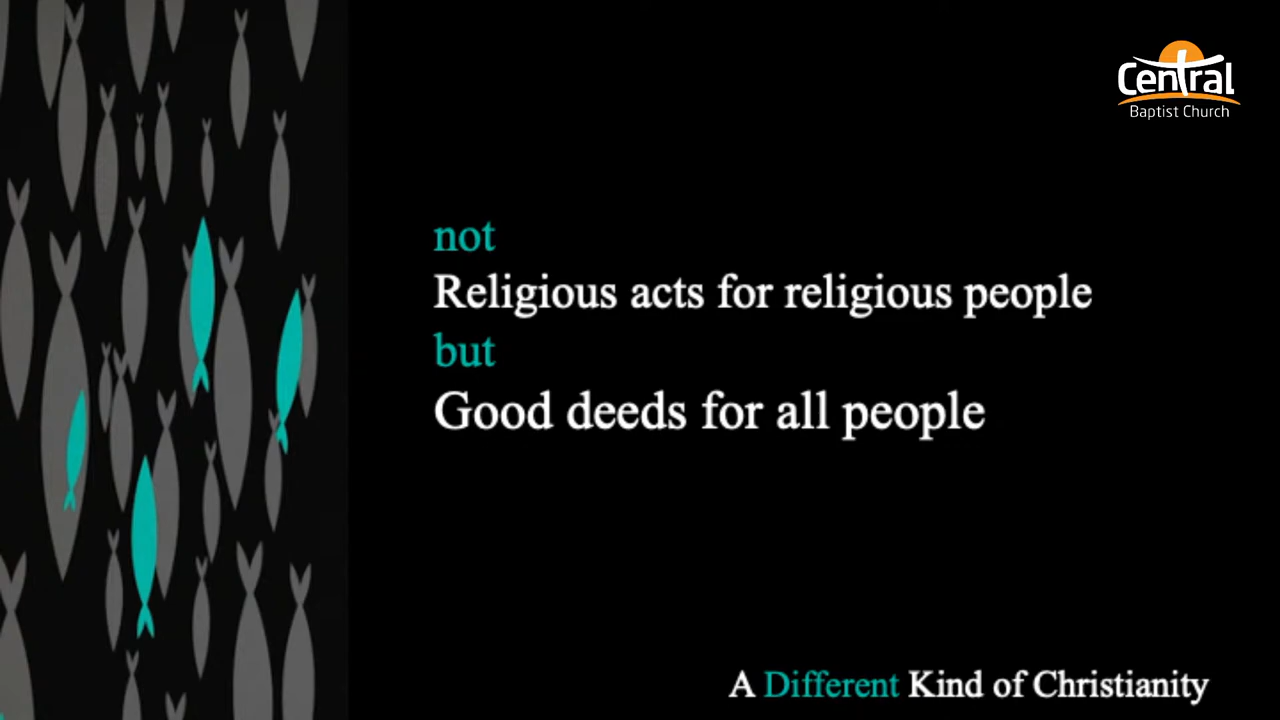 Central
Baptist Church
not
Religious acts for religious people
but
Good deeds for all people
A Different Kind of Christianity